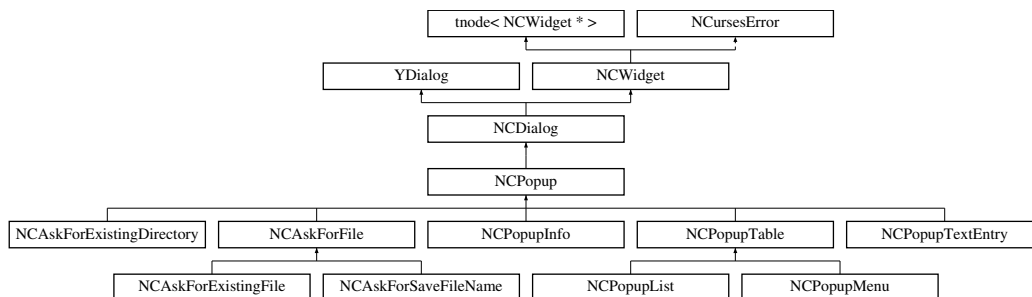 tnode< NCWidget * >
NCursesError
YDialog
NCWidget
NCDialog
NCPopup
NCAskForExistingDirectory
NCAskForFile
NCPopupInfo
NCPopupTable
NCPopupTextEntry
NCAskForExistingFile
NCAskForSaveFileName
NCPopupList
NCPopupMenu